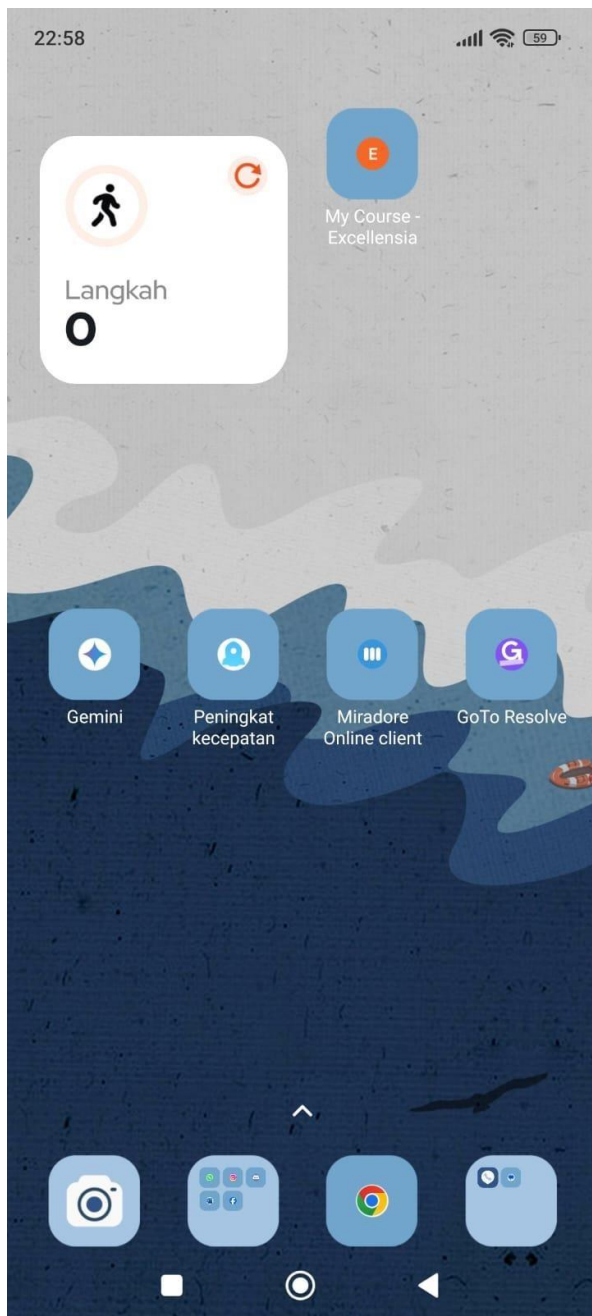 22:58
59
E
My Course -
Excellensia
Langkah
0
Gemini
Peningkat
kecepatan
Miradore
Online client
G
GoTo Resolve